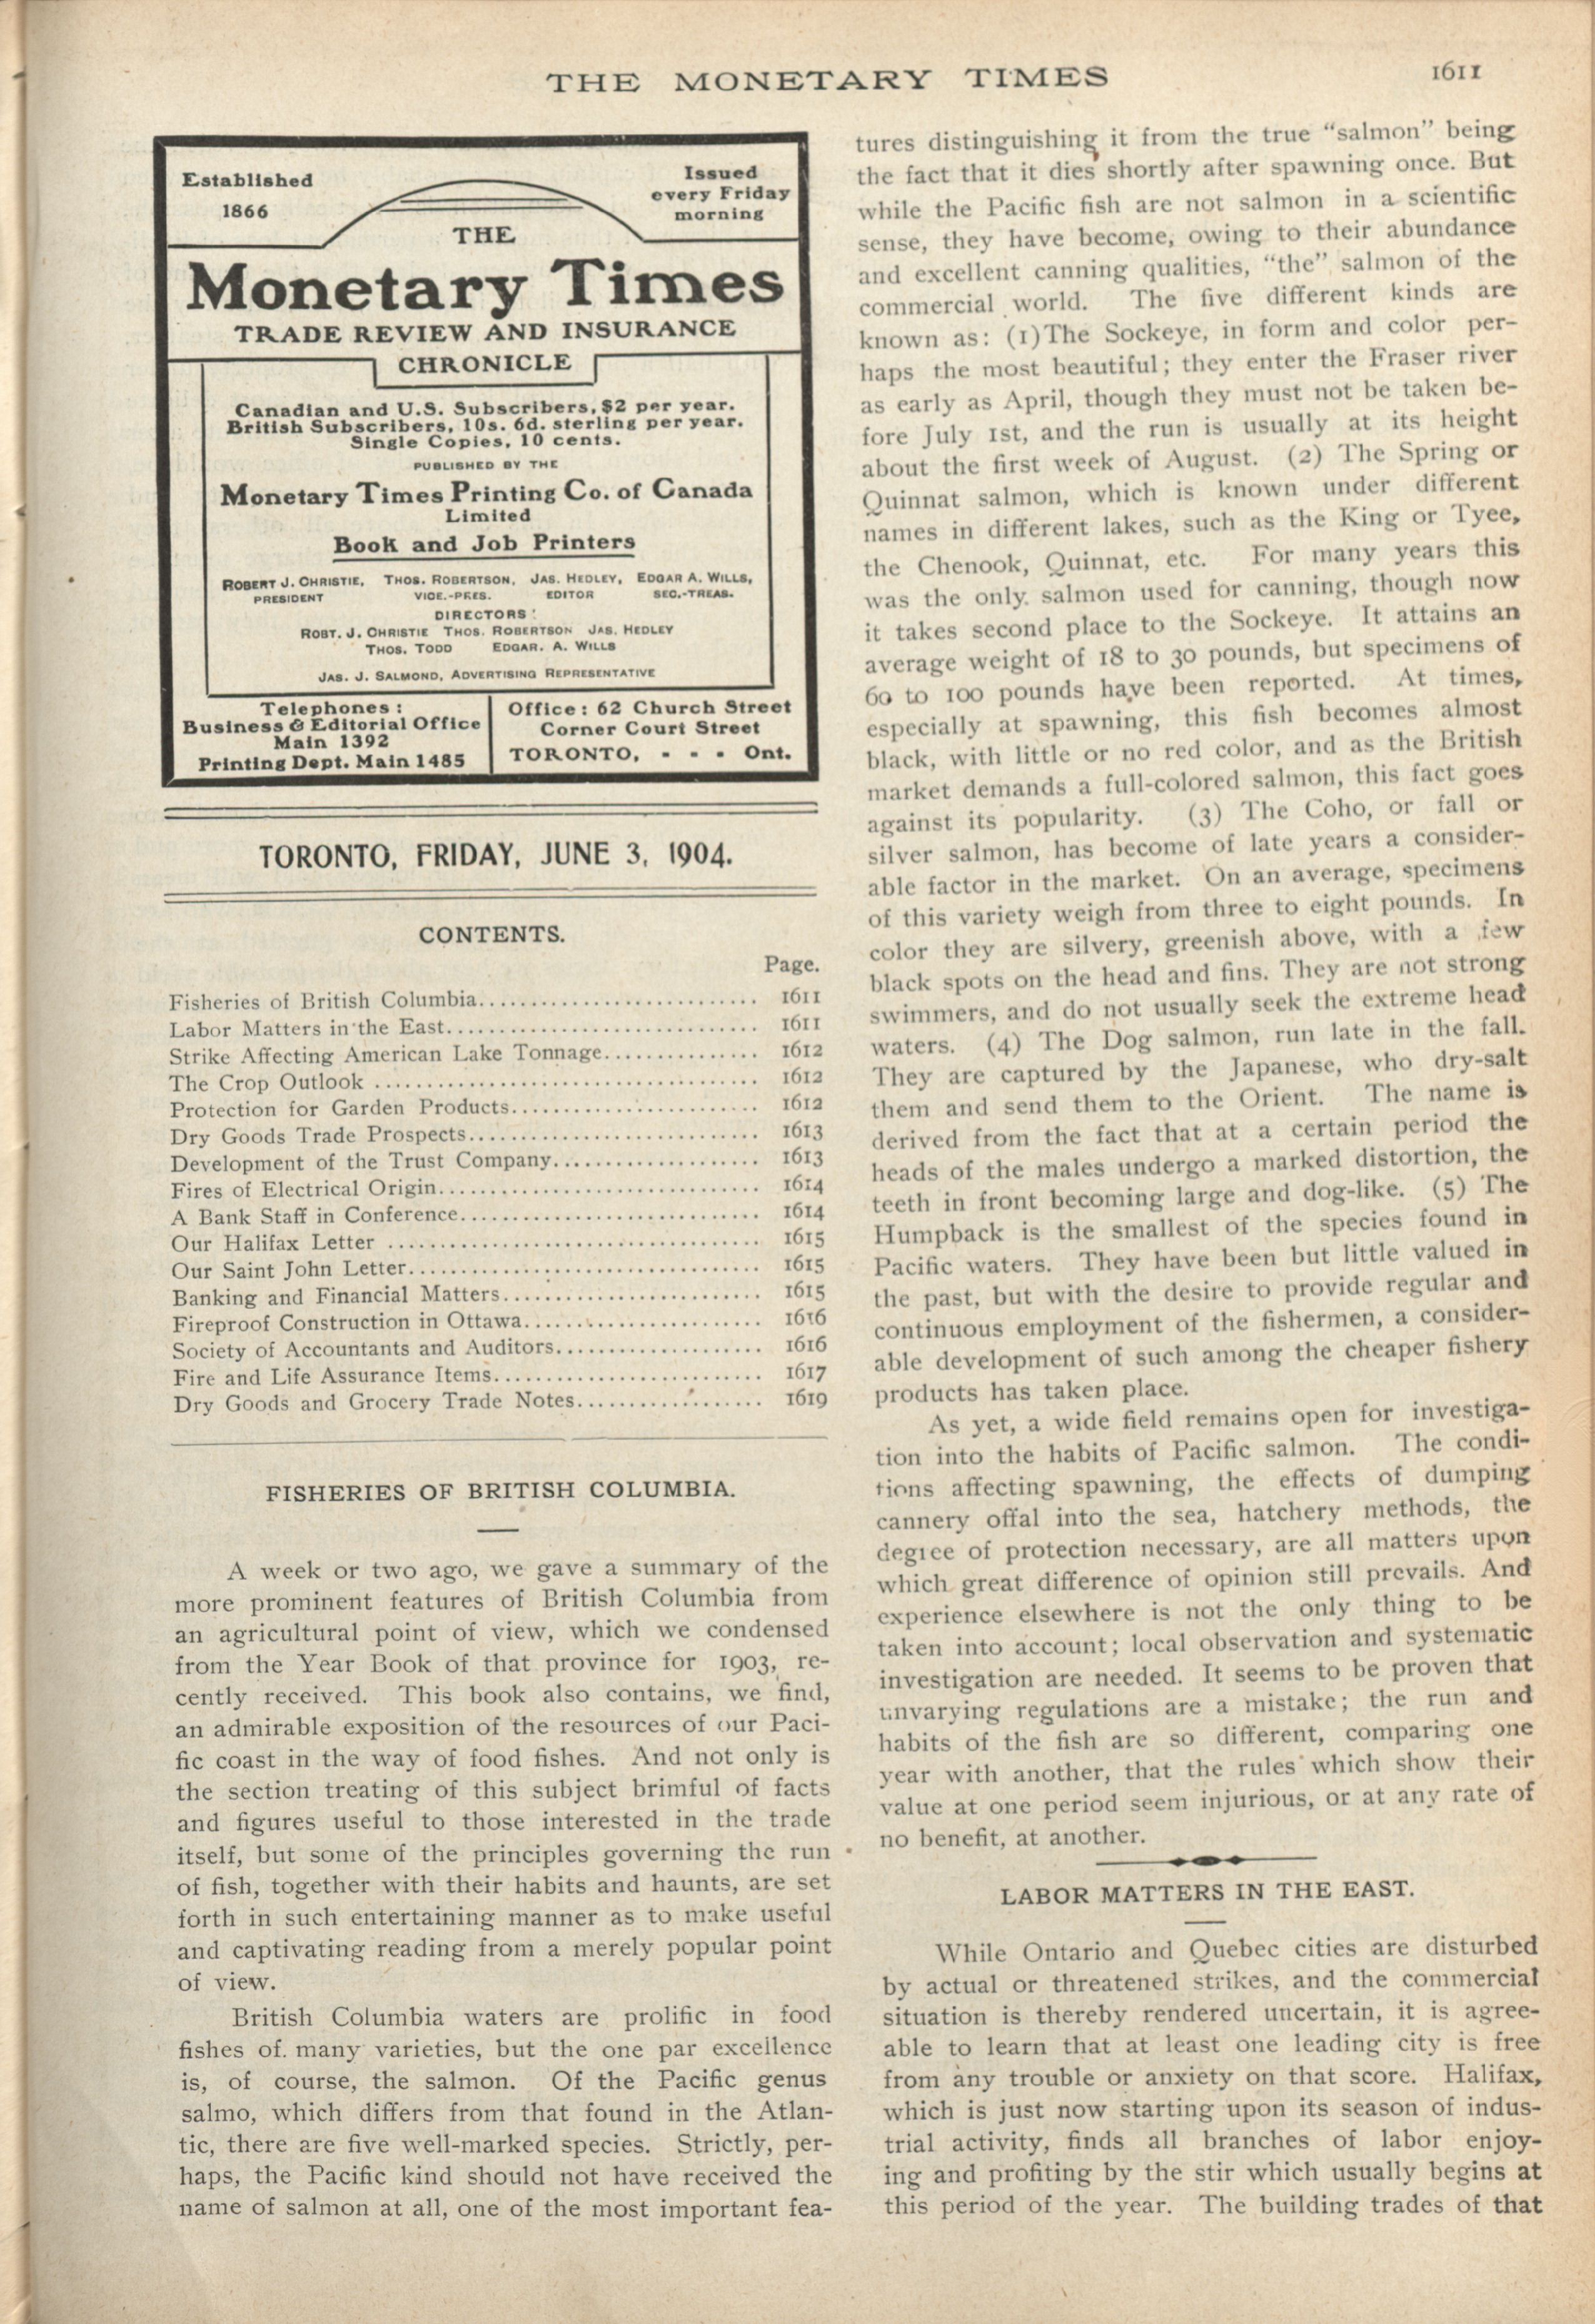 THE MONETARY TIMES
1611
Established
1866
Issued
every Friday
morning
THE
Monetary Times
TRADE REVIEW AND INSURANCE
CHRONICLE
Canadian and U.S. Subscribers, $2 per year.
British Subscribers, 10s. 6d. sterling per year.
Single Copies, 10 cents.
PUBLISHED BY THE
Monetary Times Printing Co. of Canada
Limited
Book and Job Printers
ROBERT J. CHRISTIE, THOS. ROBERTSON, JAS. HEDLEY, EDGAR A. WILLS,
PRESIDENT VICE.-PRES. EDITOR SEC.-TREAS.
DIRECTORS:
ROBT. J. CHRISTIE THOS. ROBERTSON JAS. HEDLEY
THOS. TODD EDGAR. A. WILLS
JAS. J. SALMOND, ADVERTISING REPRESENTATIVE
Telephones:
Business & Editorial Office
Main 1392
Printing Dept. Main 1485
Office: 62 Church Street
Corner Court Street
TORONTO, - - - Ont.
TORONTO, FRIDAY, JUNE 3, 1904.
CONTENTS.
Page.
Fisheries of British Columbia........................... 1611
Labor Matters in the East.............................. 1611
Strike Affecting American Lake Tonnage............... 1612
The Crop Outlook ..................................... 1612
Protection for Garden Products........................ 1612
Dry Goods Trade Prospects............................ 1613
Development of the Trust Company.................... 1613
Fires of Electrical Origin............................... 1614
A Bank Staff in Conference............................. 1614
Our Halifax Letter .................................... 1615
Our Saint John Letter.................................. 1615
Banking and Financial Matters......................... 1615
Fireproof Construction in Ottawa....................... 1616
Society of Accountants and Auditors.................... 1616
Fire and Life Assurance Items.......................... 1617
Dry Goods and Grocery Trade Notes.................. 1619
FISHERIES OF BRITISH COLUMBIA.
A week or two ago, we gave a summary of the
more prominent features of British Columbia from
an agricultural point of view, which we condensed
from the Year Book of that province for 1903, re-
cently received. This book also contains, we find,
an admirable exposition of the resources of our Paci-
fic coast in the way of food fishes. And not only is
the section treating of this subject brimful of facts
and figures useful to those interested in the trade
itself, but some of the principles governing the run
of fish, together with their habits and haunts, are set
forth in such entertaining manner as to make useful
and captivating reading from a merely popular point
of view.
British Columbia waters are prolific in food
fishes of. many varieties, but the one par excellence
is, of course, the salmon. Of the Pacific genus
salmo, which differs from that found in the Atlan-
tic, there are five well-marked species. Strictly, per-
haps, the Pacific kind should not have received the
name of salmon at all, one of the most important fea-
tures distinguishing it from the true "salmon" being
the fact that it dies shortly after spawning once. But
while the Pacific fish are not salmon in a scientific
sense, they have become, owing to their abundance
and excellent canning qualities, "the" salmon of the
commercial world. The five different kinds are
known as: (1)The Sockeye, in form and color per-
haps the most beautiful; they enter the Fraser river
as early as April, though they must not be taken be-
fore July 1st, and the run is usually at its height
about the first week of August. (2) The Spring or
Quinnat salmon, which is known under different
names in different lakes, such as the King or Tyee,
the Chenook, Quinnat, etc. For many years this
was the only. salmon used for canning, though now
it takes second place to the Sockeye. It attains an
average weight of 18 to 30 pounds, but specimens of
60 to 100 pounds have been reported. At times,
especially at spawning, this fish becomes almost
black, with little or no red color, and as the British
market demands a full-colored salmon, this fact goes
against its popularity. (3) The Coho, or fall or
silver salmon, has become of late years a consider-
able factor in the market. On an average, specimens
of this variety weigh from three to eight pounds. In
color they are silvery, greenish above, with a few
black spots on the head and fins. They are not strong
swimmers, and do not usually seek the extreme head
waters. (4) The Dog salmon, run late in the fall.
They are captured by the Japanese, who dry-salt
them and send them to the Orient. The name is
derived from the fact that at a certain period the
heads of the males undergo a marked distortion, the
teeth in front becoming large and dog-like. (5) The
Humpback is the smallest of the species found in
Pacific waters. They have been but little valued in
the past, but with the desire to provide regular and
continuous employment of the fishermen, a consider-
able development of such among the cheaper fishery
products has taken place.
As yet, a wide field remains open for investiga-
tion into the habits of Pacific salmon. The condi-
tions affecting spawning, the effects of dumping
cannery offal into the sea, hatchery methods, the
degree of protection necessary, are all matters upon
which great difference of opinion still prevails. And
experience elsewhere is not the only thing to be
taken into account; local observation and systematic
investigation are needed. It seems to be proven that
unvarying regulations are a mistake; the run and
habits of the fish are so different, comparing one
year with another, that the rules which show their
value at one period seem injurious, or at any rate of
no benefit, at another.
LABOR MATTERS IN THE EAST.
While Ontario and Quebec cities are disturbed
by actual or threatened strikes, and the commercial
situation is thereby rendered uncertain, it is agree-
able to learn that at least one leading city is free
from any trouble or anxiety on that score. Halifax,
which is just now starting upon its season of indus-
trial activity, finds all branches of labor enjoy-
ing and profiting by the stir which usually begins at
this period of the year. The building trades of that